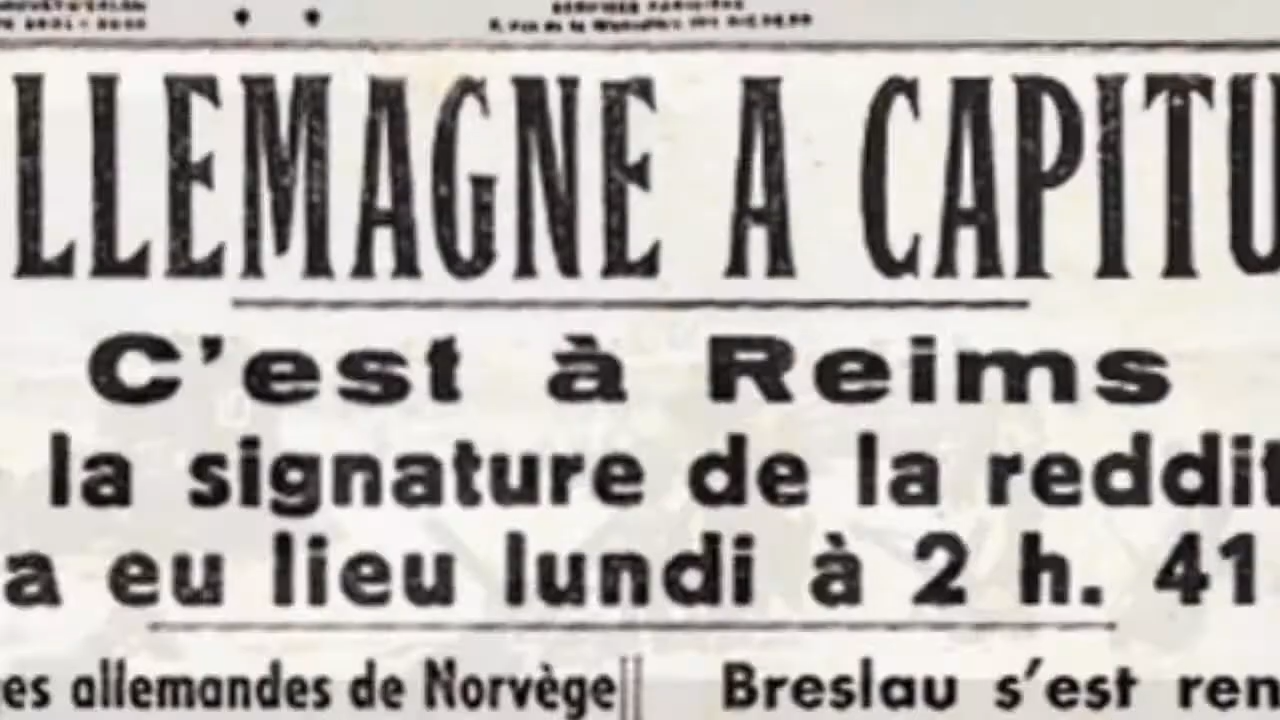 LLEMAGNE A CAPITU
C'est à Reims
la signature de la reddit
a eu lieu lundi à 2 h. 41
es allemandes de Norvège
Breslau s'est ren